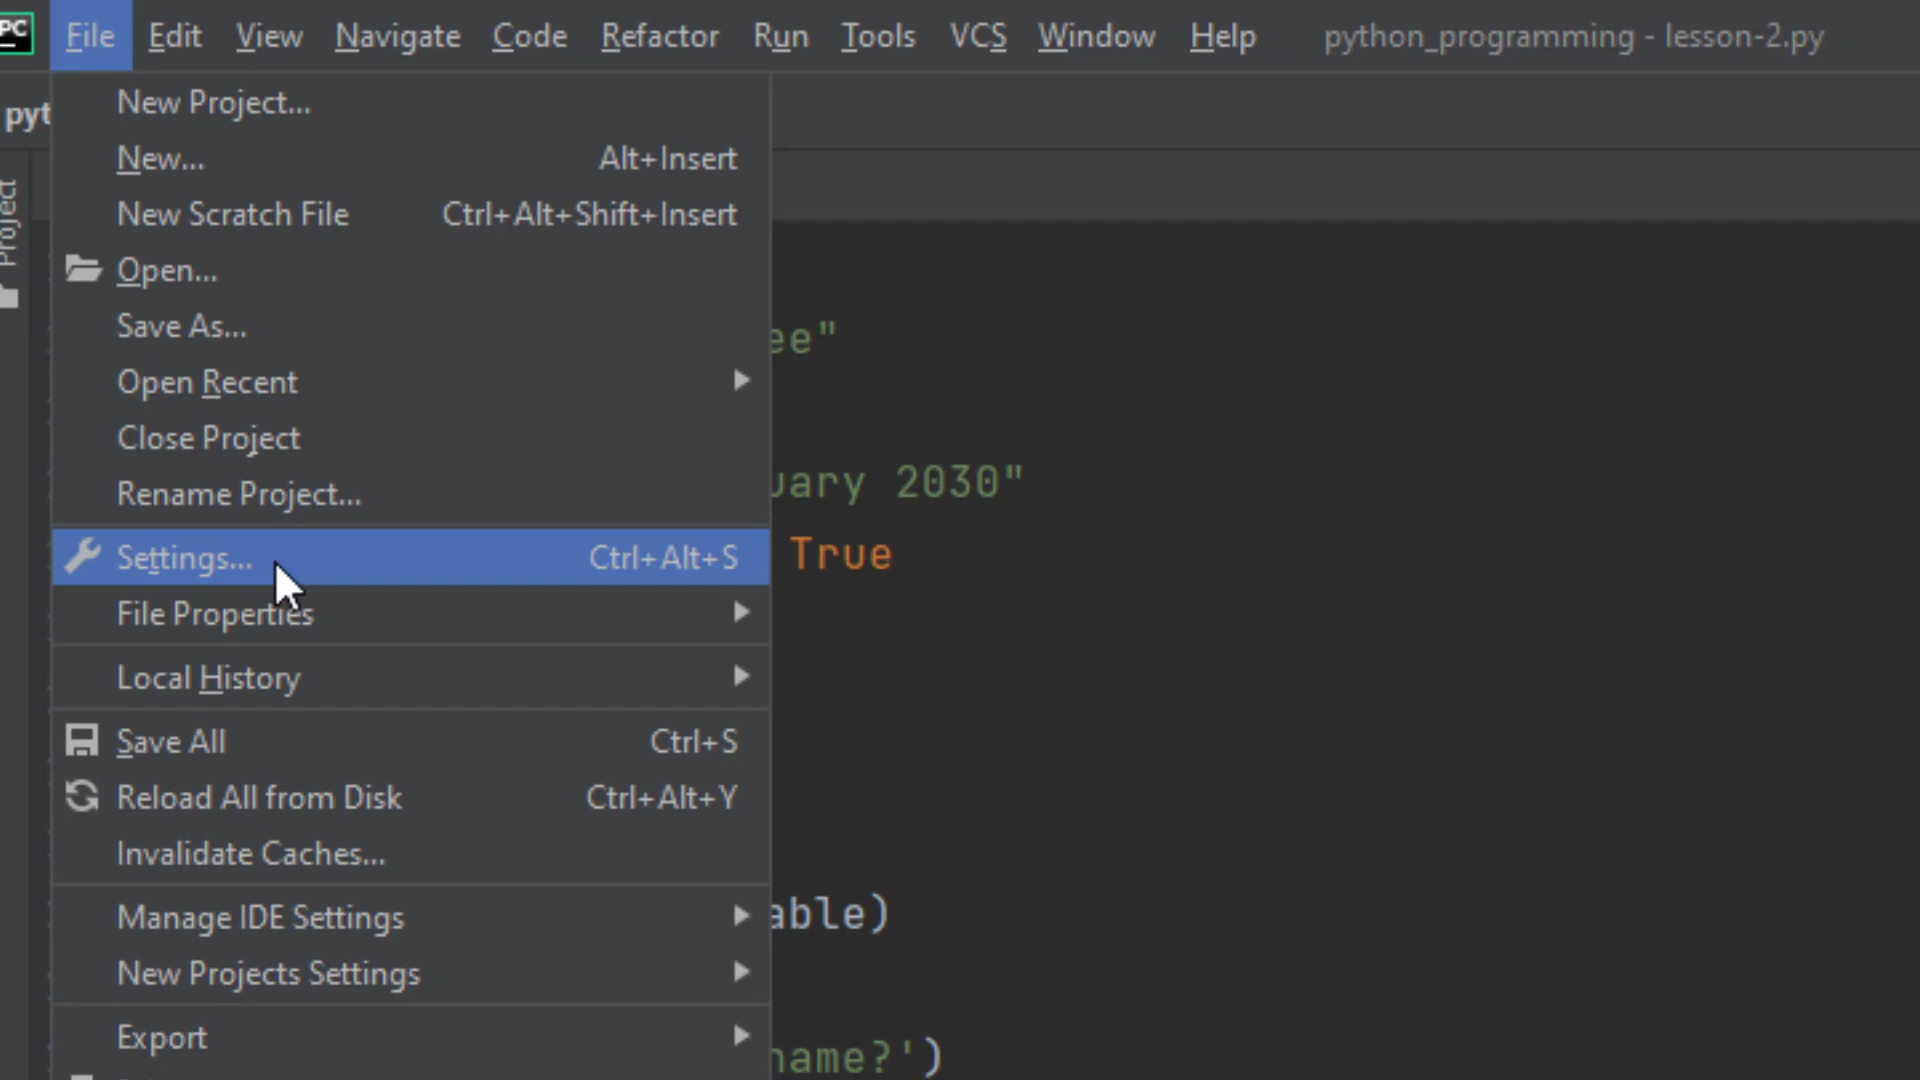 PC File Edit View Navigate Code Refactor Run Tools VCS Window Help python_programming - lesson-2.py
pyt
Project
New Project...
New... Alt+Insert
New Scratch File Ctrl+Alt+Shift+Insert
Open...
Save As...
ee"
Open Recent
Close Project
uary 2030"
Rename Project...
Settings... Ctrl+Alt+S
True
File Properties
Local History
Save All Ctrl+S
Reload All from Disk Ctrl+Alt+Y
Invalidate Caches...
Manage IDE Settings
able)
New Projects Settings
Export
name?')